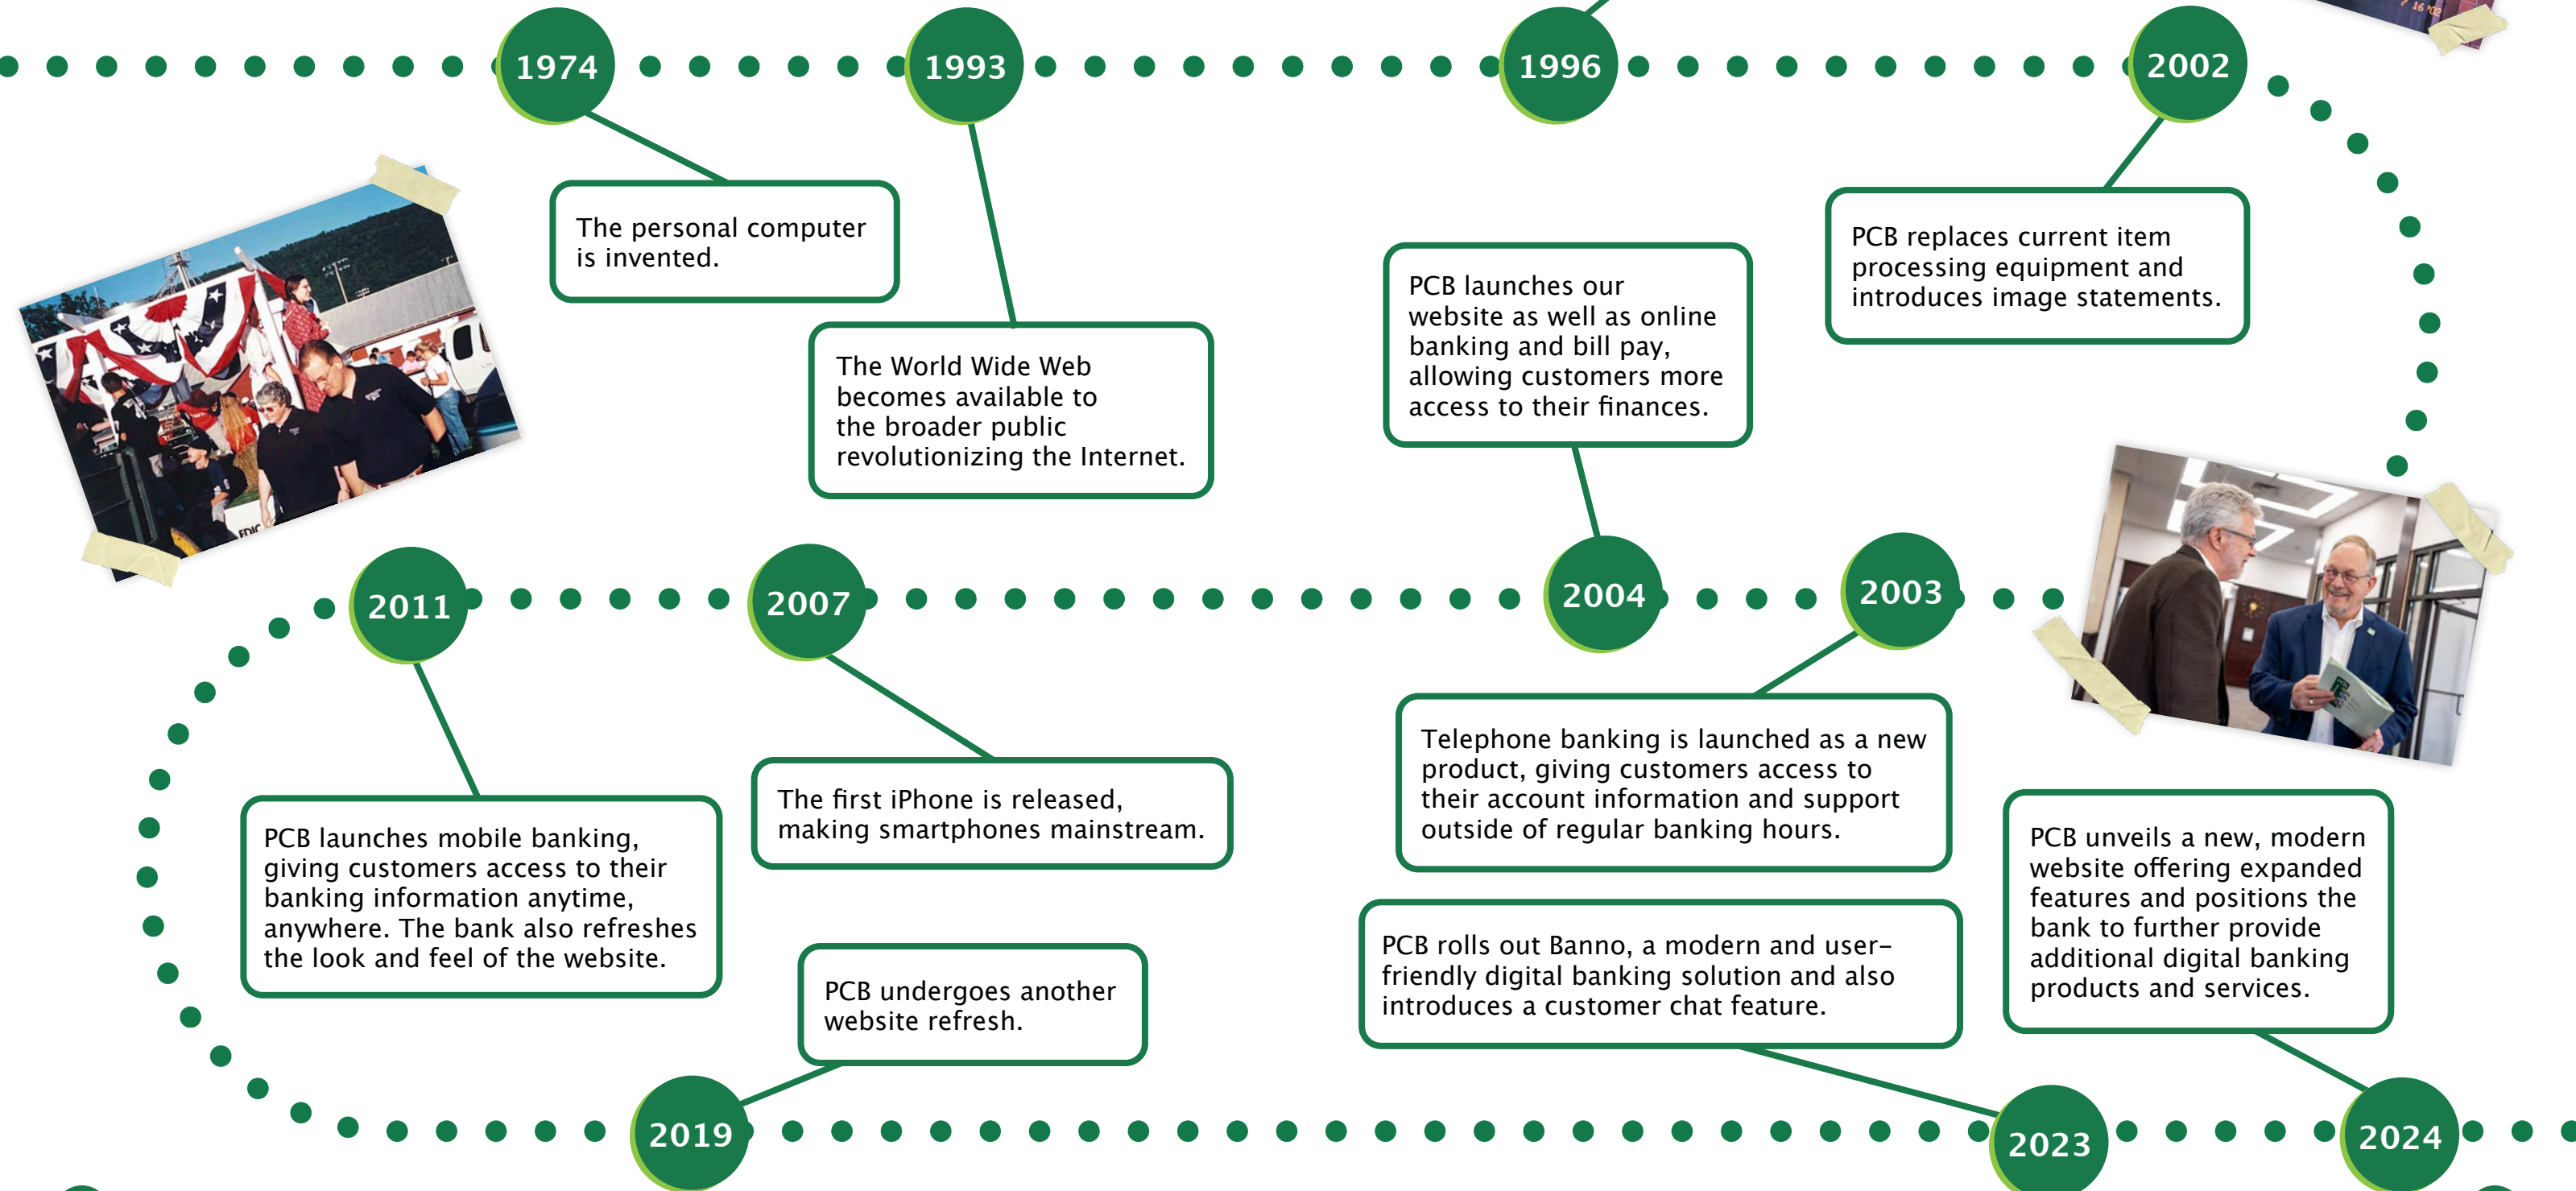 1974
1993
1996
2002
7 16 '02
The personal computer
is invented.
The World Wide Web
becomes available to
the broader public
revolutionizing the Internet.
PCB launches our
website as well as online
banking and bill pay,
allowing customers more
access to their finances.
PCB replaces current item
processing equipment and
introduces image statements.
FDIC
2011
2007
2004
2003
PCB launches mobile banking,
giving customers access to their
banking information anytime,
anywhere. The bank also refreshes
the look and feel of the website.
The first iPhone is released,
making smartphones mainstream.
Telephone banking is launched as a new
product, giving customers access to
their account information and support
outside of regular banking hours.
PCB undergoes another
website refresh.
PCB rolls out Banno, a modern and user-
friendly digital banking solution and also
introduces a customer chat feature.
PCB unveils a new, modern
website offering expanded
features and positions the
bank to further provide
additional digital banking
products and services.
2019
2023
2024